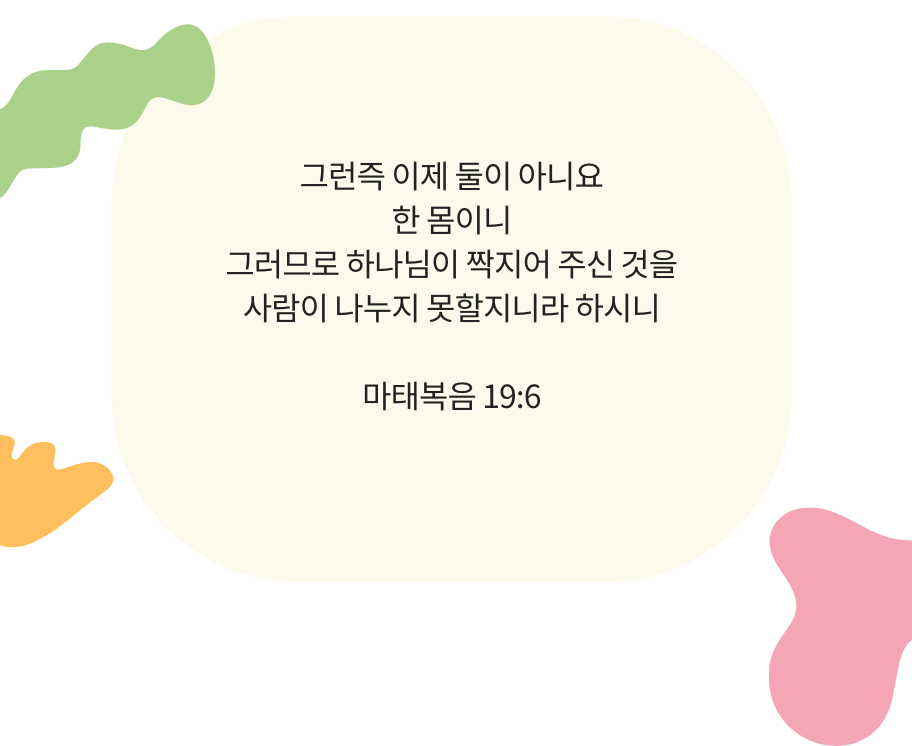 그런즉 이제 둘이 아니요
한 몸이니
그러므로 하나님이 짝지어 주신 것을
사람이 나누지 못할지니라 하시니
마태복음 19:6